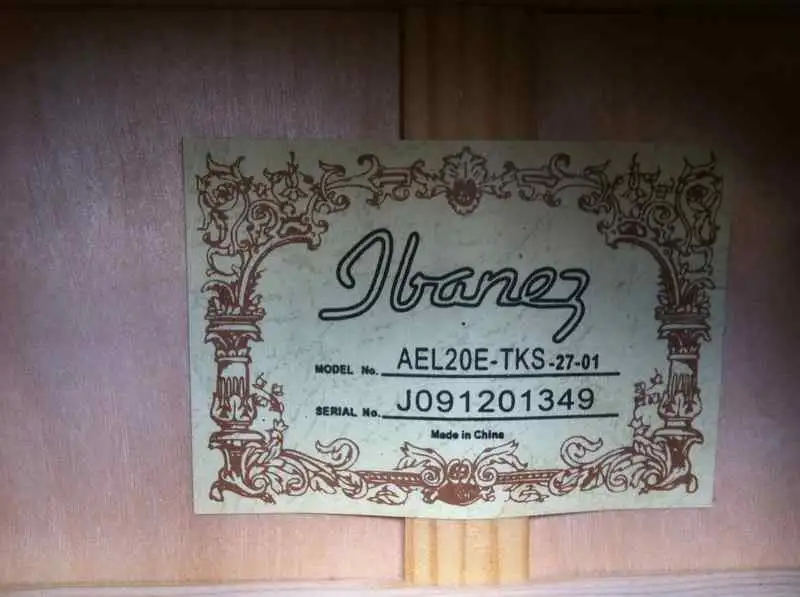 Ibanez
MODEL No. AEL20E-TKS-27-01
SERIAL No. J091201349
Made in China